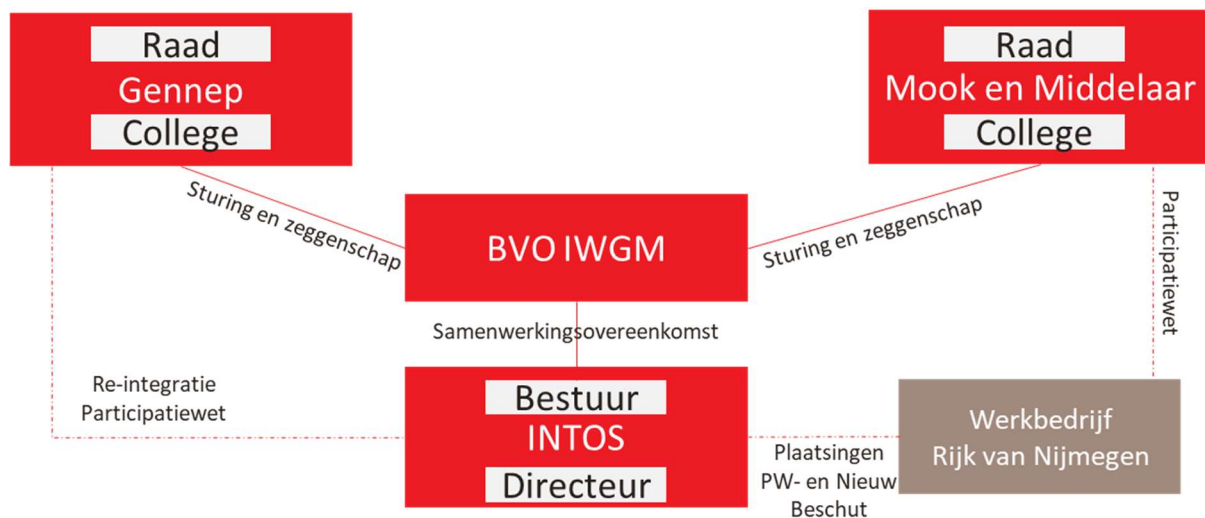 Raad
Gennep
College
Raad
Mook en Middelaar
College
Sturing en zeggenschap
BVO IWGM
Sturing en zeggenschap
Participatiewet
Samenwerkingsovereenkomst
Re-integratie
Participatiewet
Bestuur
INTOS
Directeur
Plaatsingen
PW- en Nieuw
Beschut
Werkbedrijf
Rijk van Nijmegen